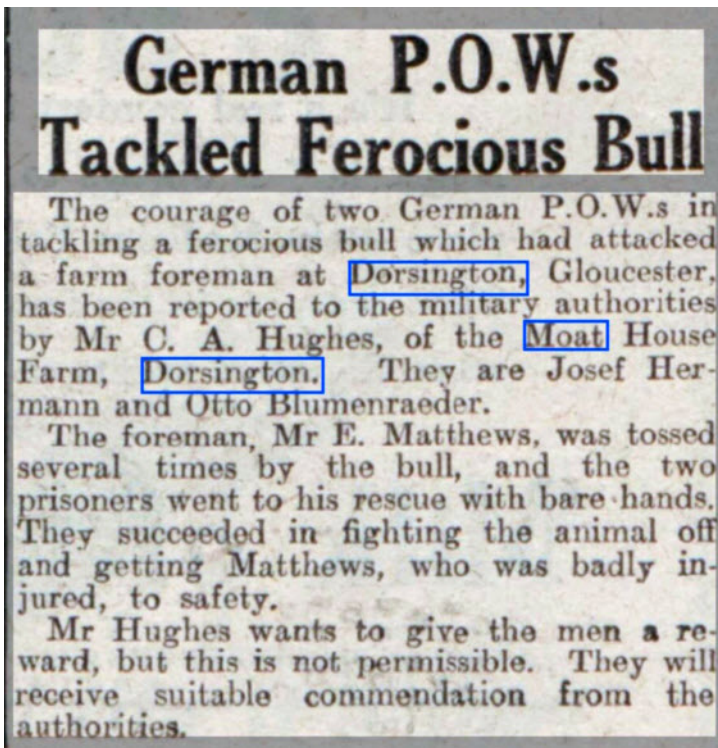 German P.O.W.s
Tackled Ferocious Bull
The courage of two German P.O.W.s in
tackling a ferocious bull which had attacked
a farm foreman at Dorsington, Gloucester,
has been reported to the military authorities
by Mr C. A. Hughes, of the Moat House
Farm, Dorsington. They are Josef Her-
mann and Otto Blumenraeder.
The foreman, Mr E. Matthews, was tossed
several times by the bull, and the two
prisoners went to his rescue with bare hands.
They succeeded in fighting the animal off
and getting Matthews, who was badly in-
jured, to safety.
Mr Hughes wants to give the men a re-
ward, but this is not permissible. They will
receive suitable commendation from the
authorities.